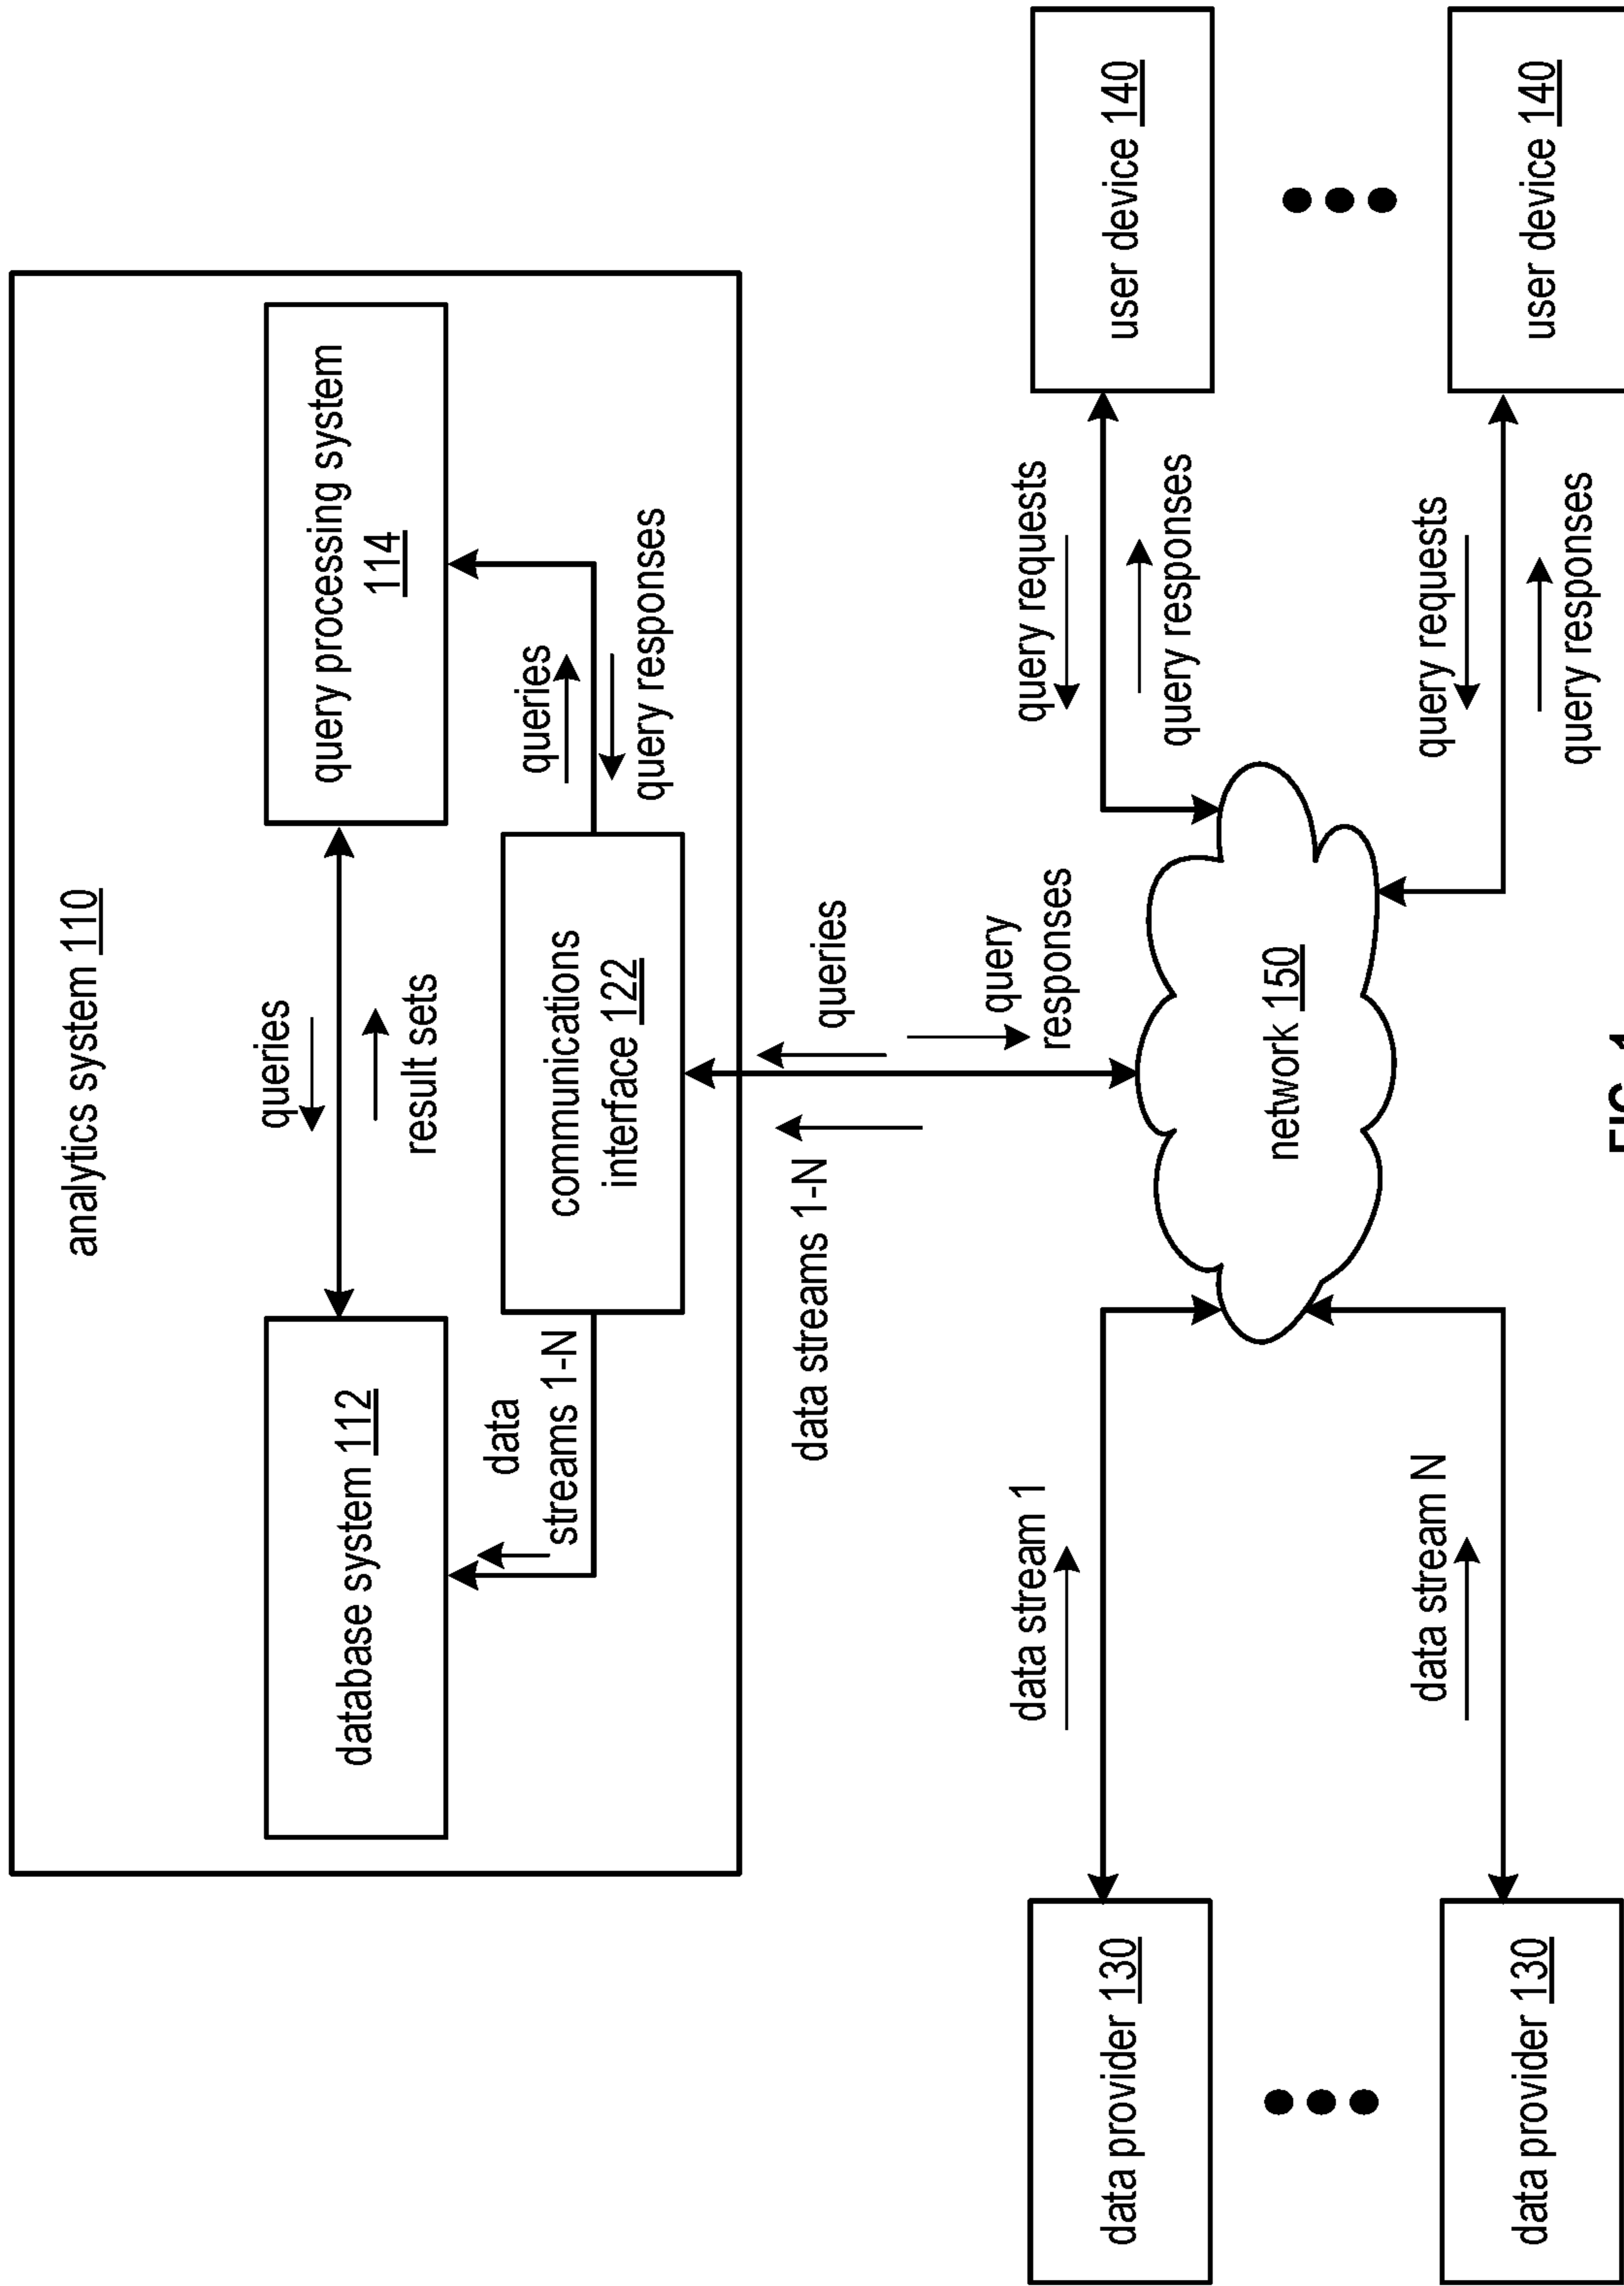 analytics system 110
database system 112
queries
result sets
query processing system
114
data
streams 1-N
communications
interface 122
queries
query responses
data streams 1-N
queries
query
responses
data provider 130
data stream 1
query requests
query responses
user device 140
network 150
data provider 130
data stream N
query requests
query responses
user device 140
FIG. 1